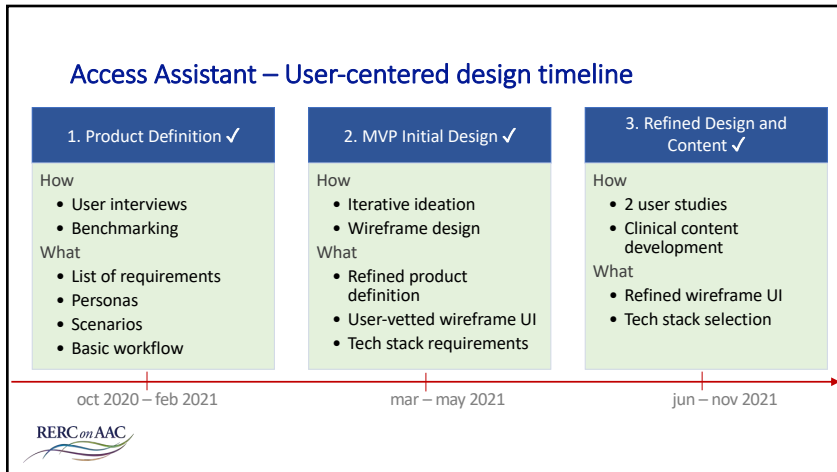 Access Assistant – User-centered design timeline
1. Product Definition ✓
How
• User interviews
• Benchmarking
What
• List of requirements
• Personas
• Scenarios
• Basic workflow
2. MVP Initial Design ✓
How
• Iterative ideation
• Wireframe design
What
• Refined product
definition
• User-vetted wireframe UI
• Tech stack requirements
3. Refined Design and
Content ✓
How
• 2 user studies
• Clinical content
development
What
• Refined wireframe UI
• Tech stack selection
oct 2020 – feb 2021
mar – may 2021
jun – nov 2021
RERC on AAC